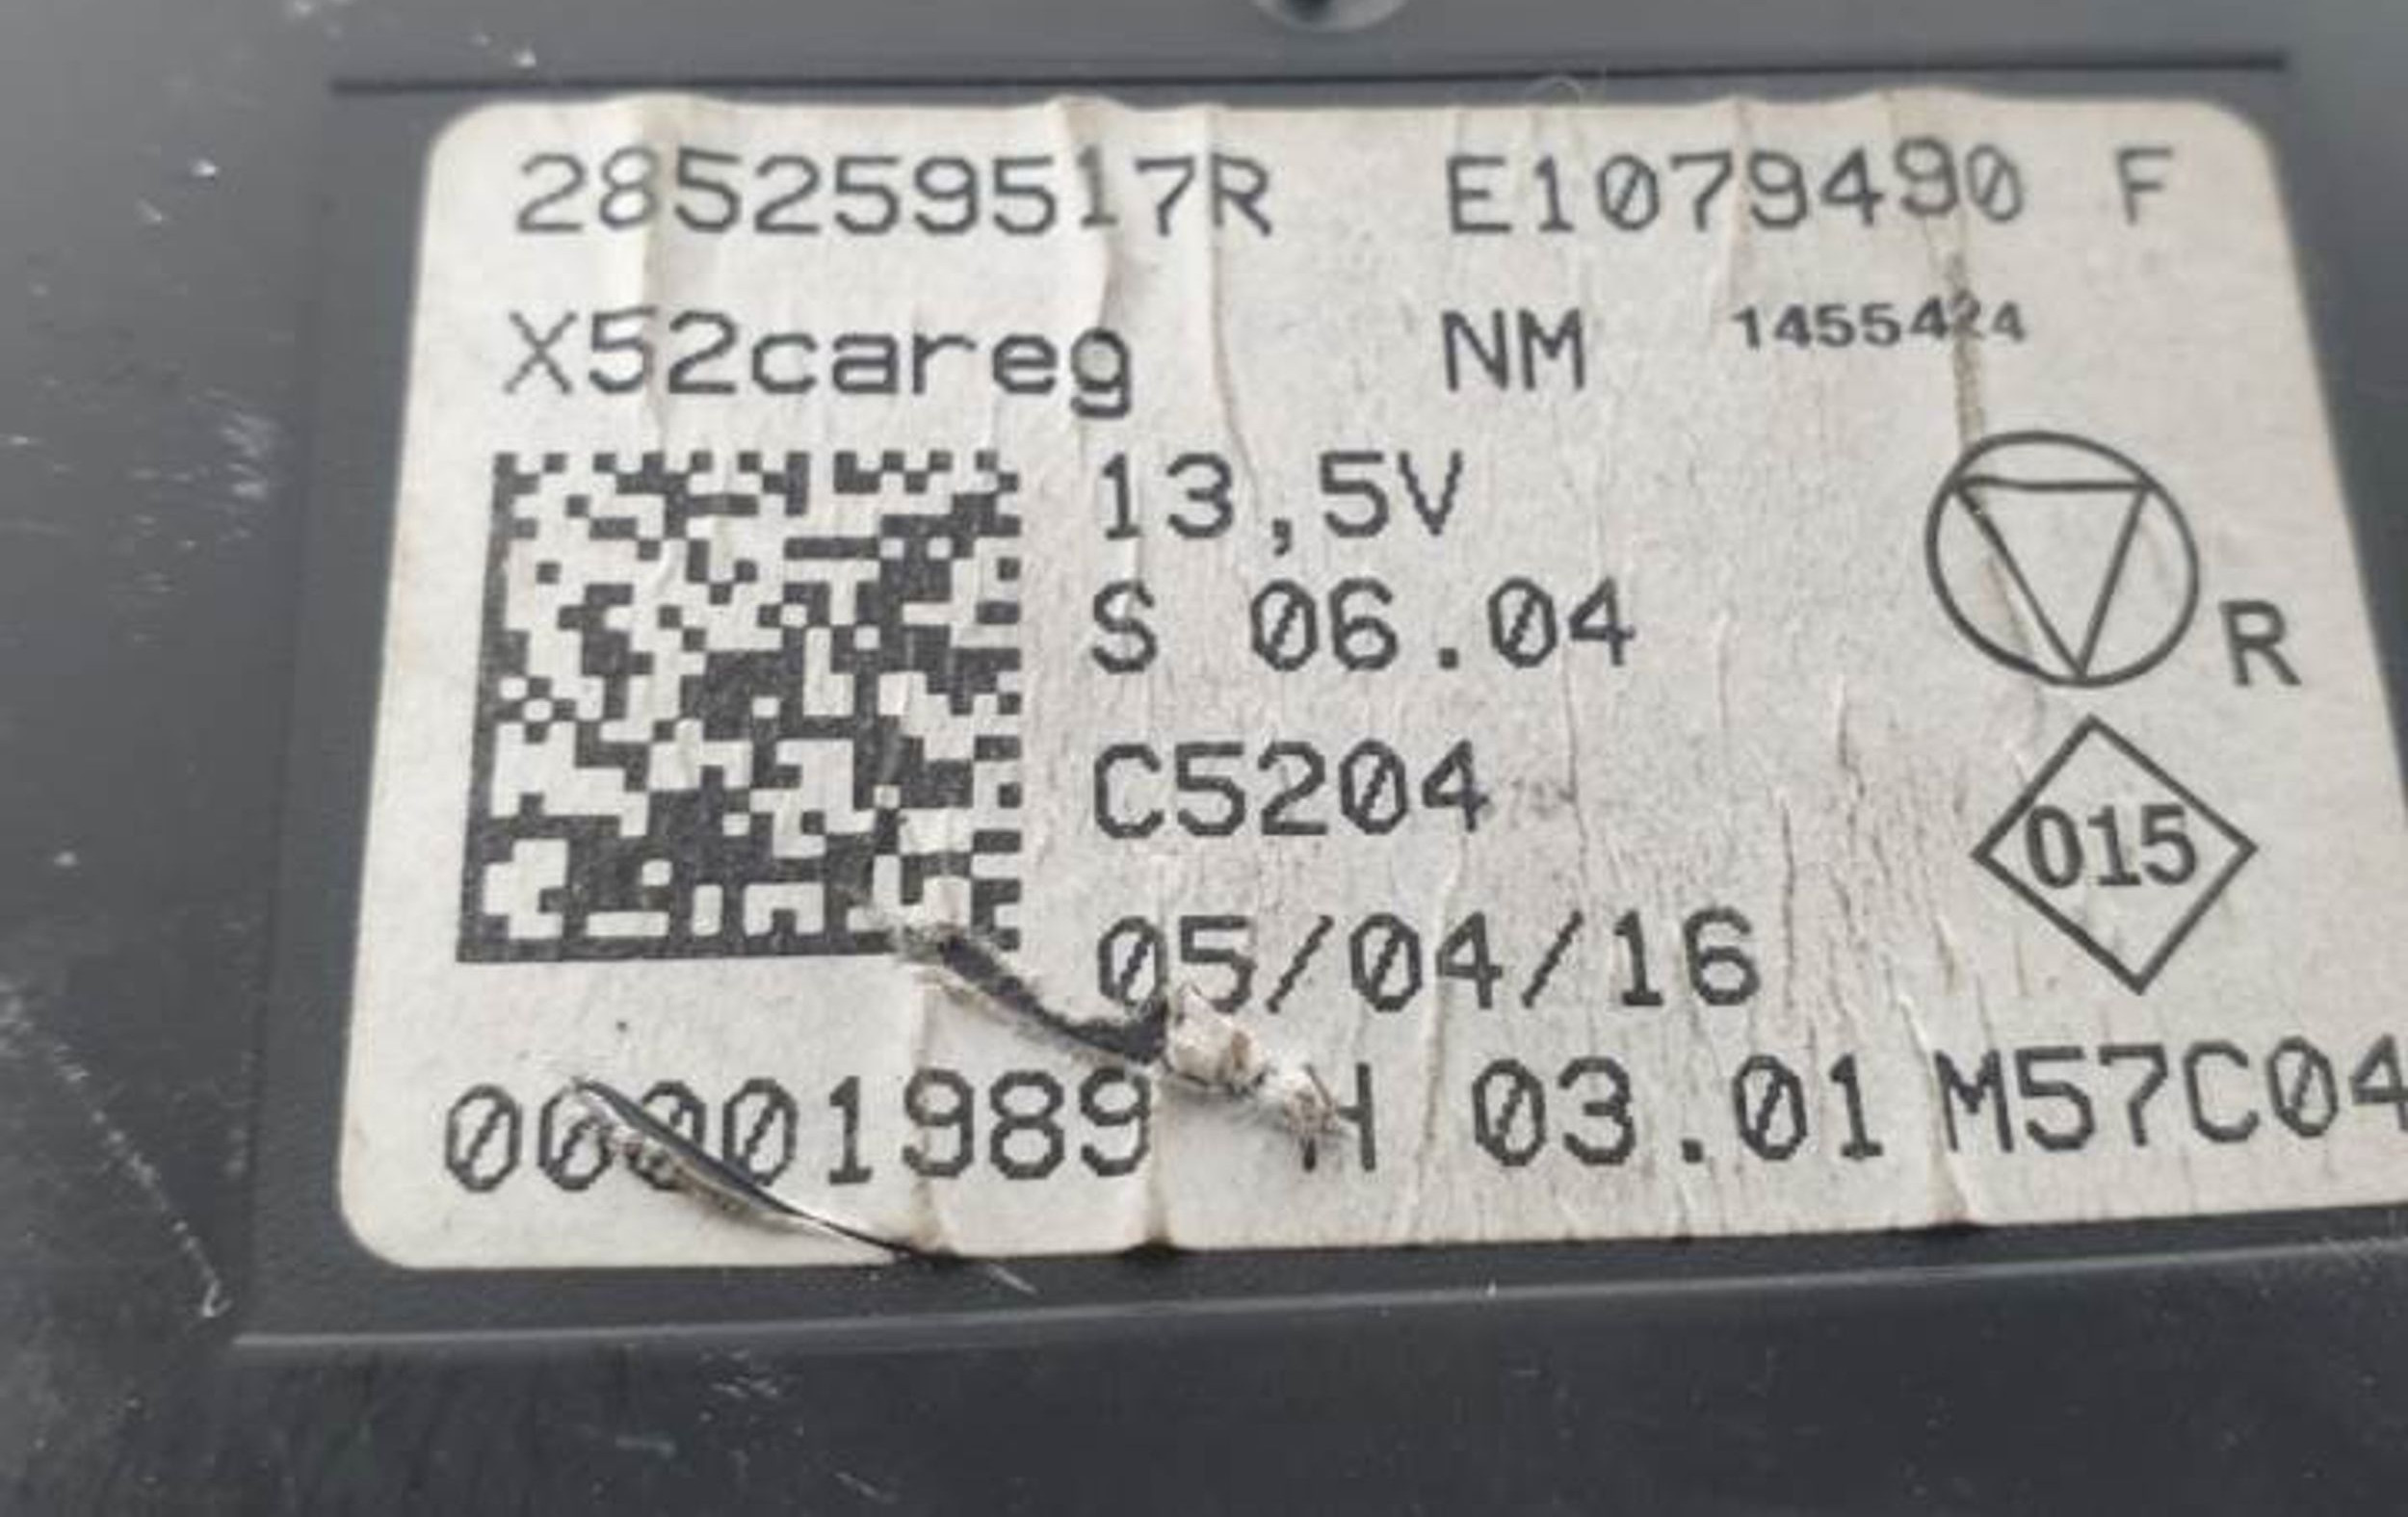 285259517R E1079490 F
X52careg NM 1455424
13,5V
S 06.04
R
C5204
015
05/04/16
00001989 H 03.01 M57C04